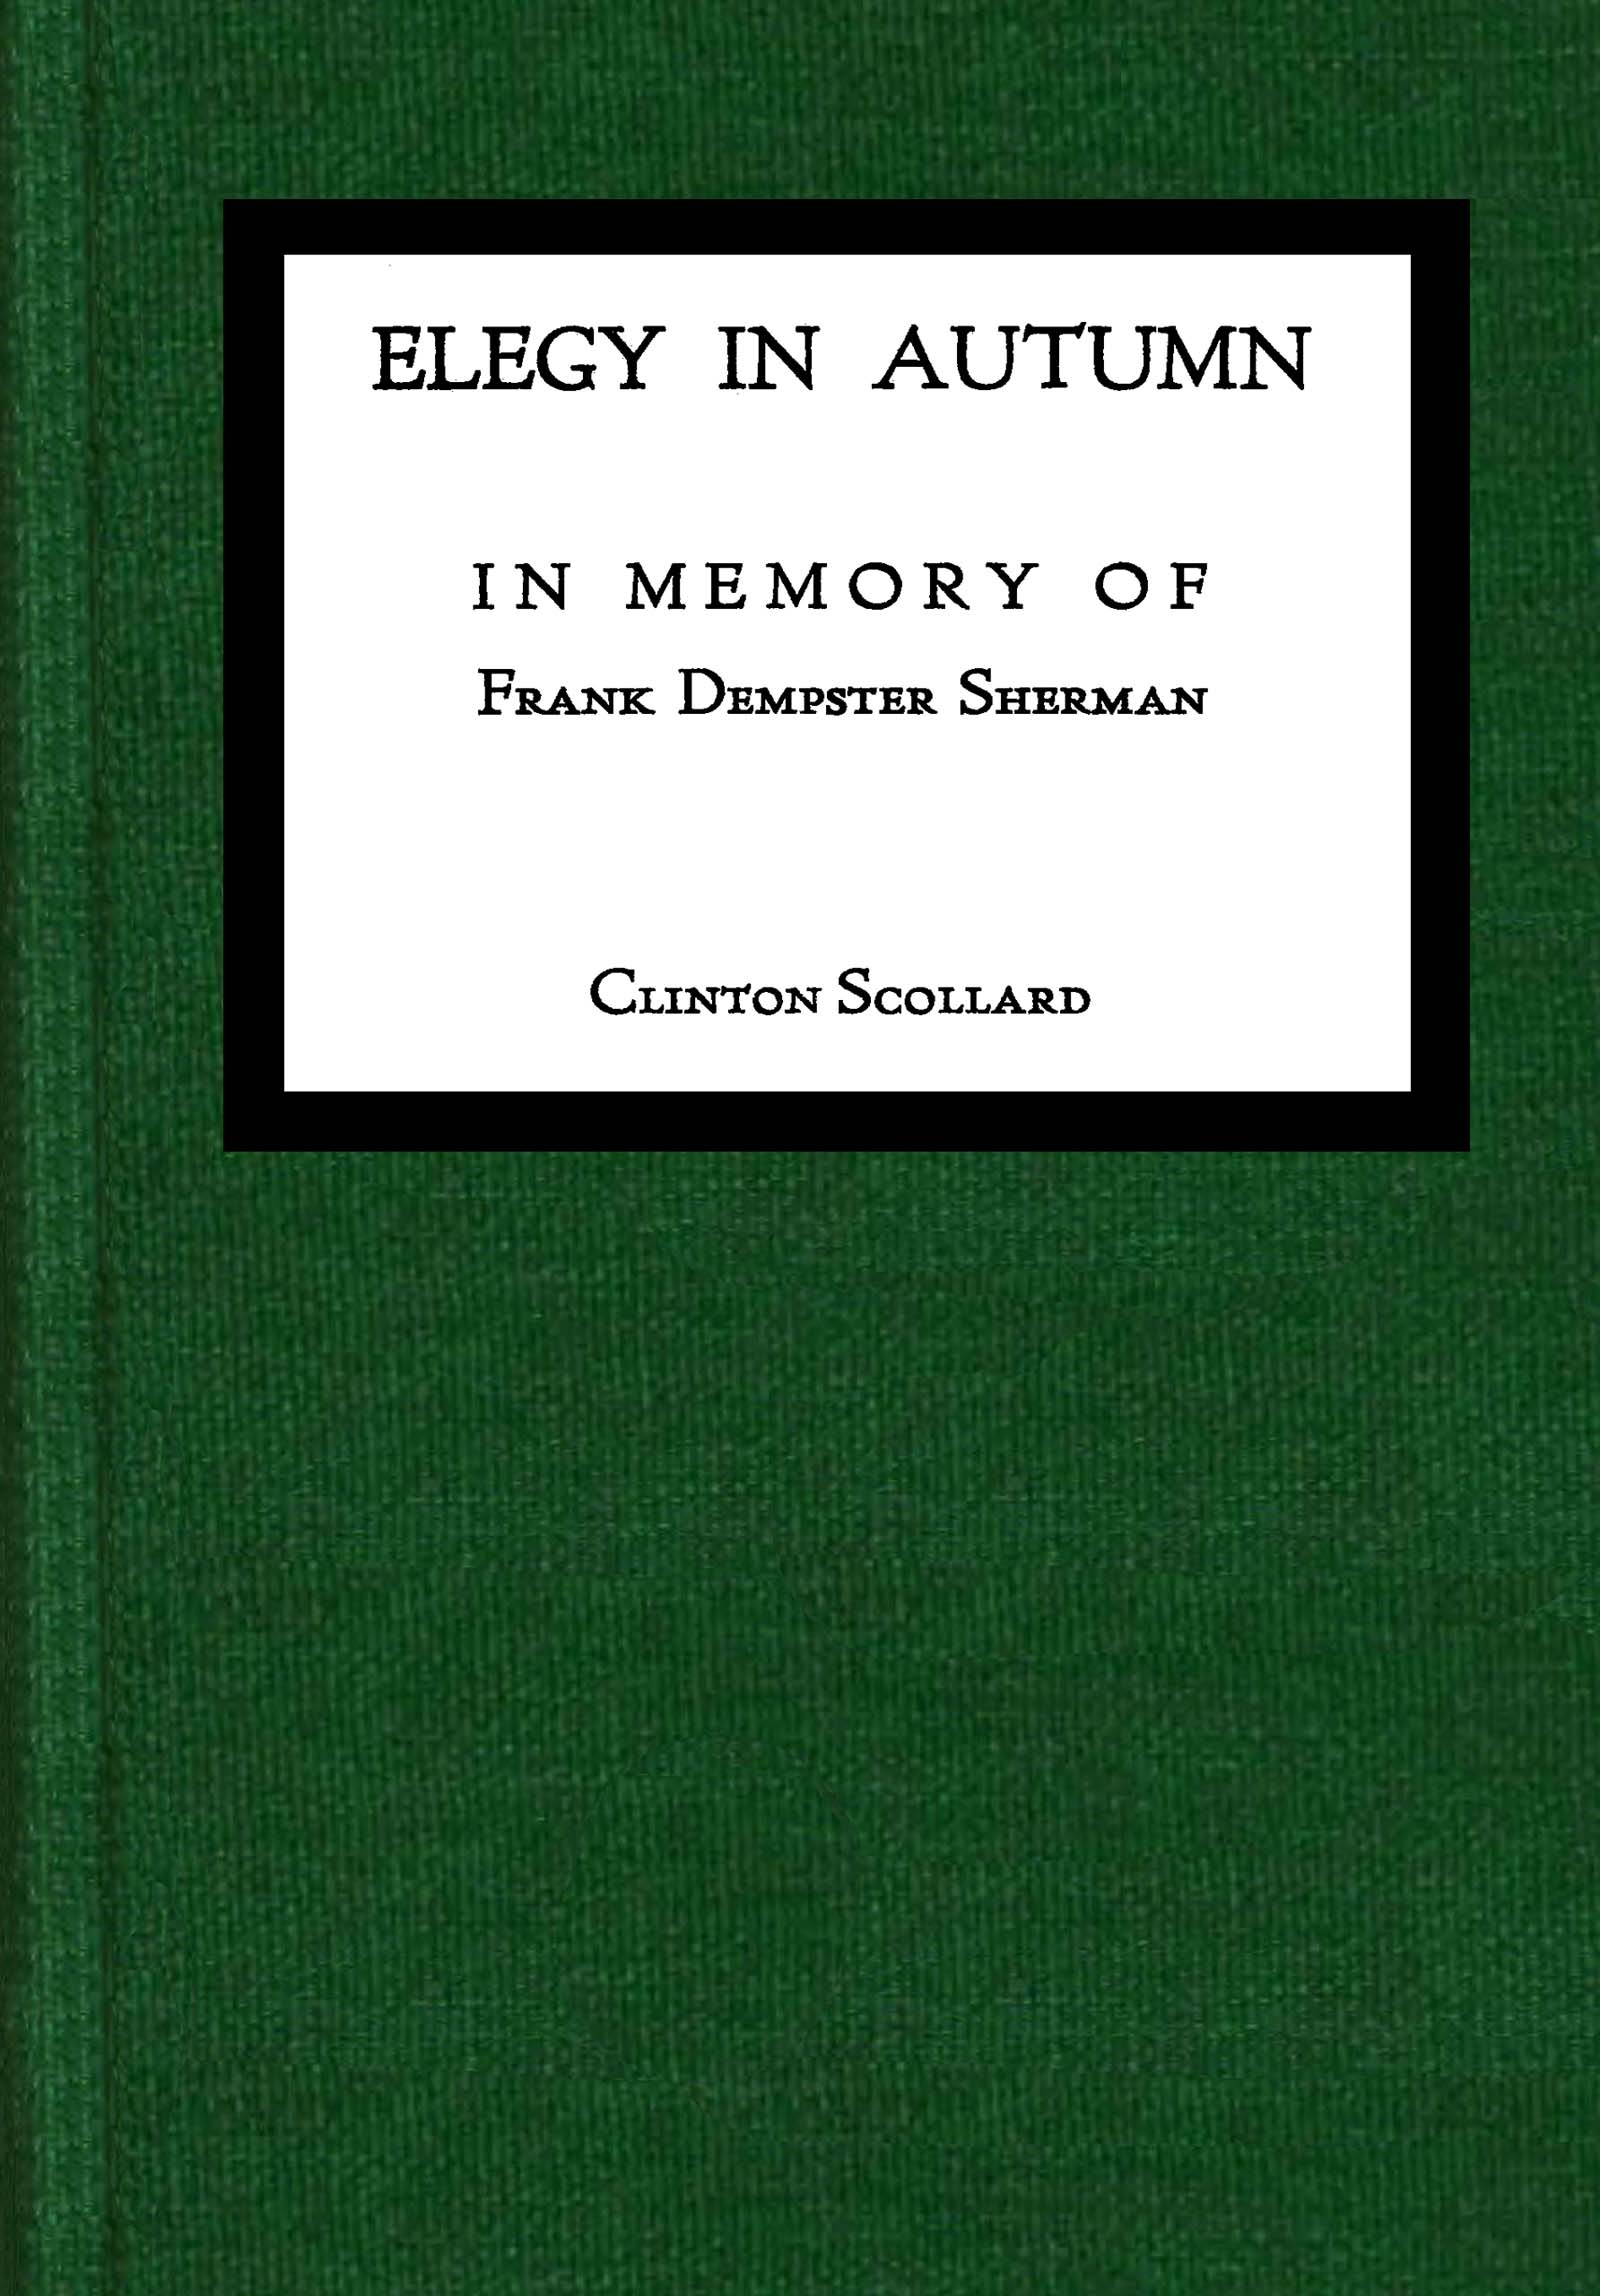 ELEGY IN AUTUMN
IN MEMORY OF
FRANK DEMPSTER SHERMAN
CLINTON SCOLLARD